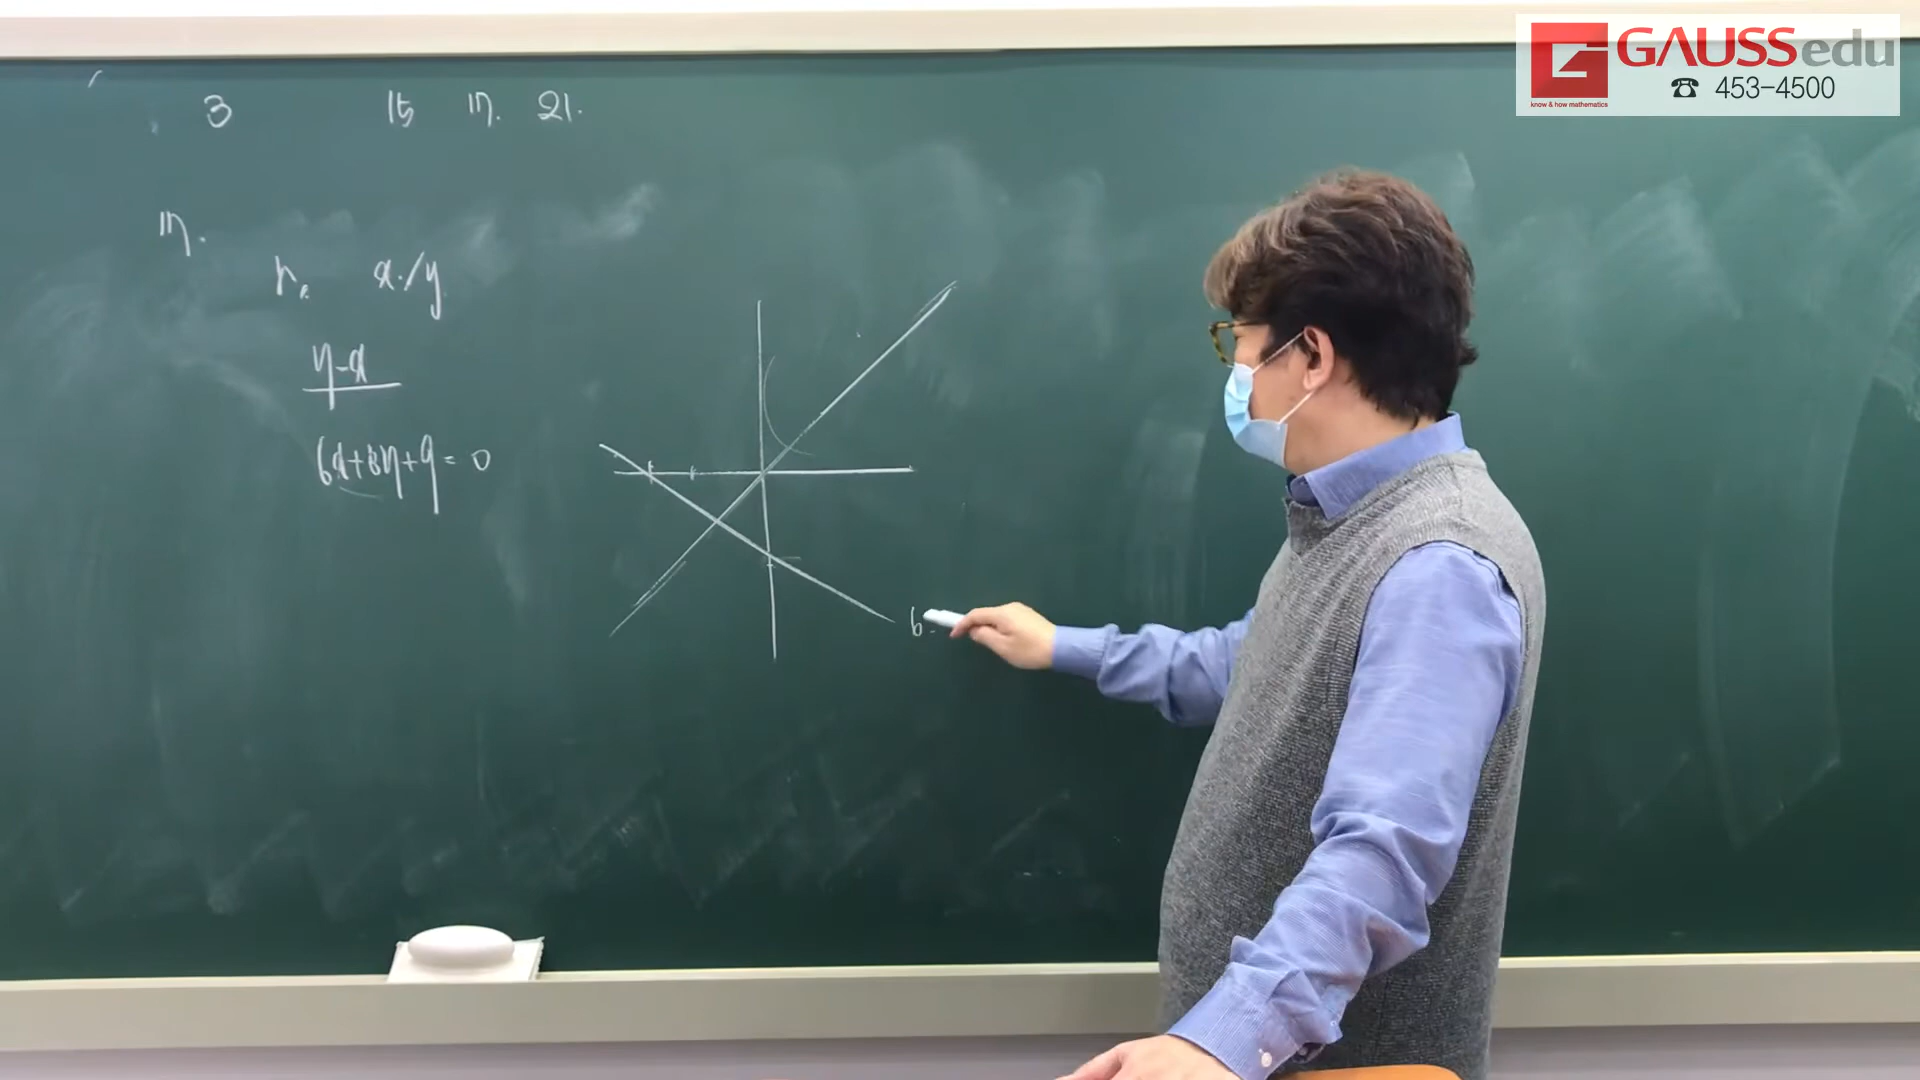 GAUSSedu
know & how mathematics
☎ 453-4500
3 15 17. 21.
17.
r. x./y.
y=x
6x+8y+9=0
6.